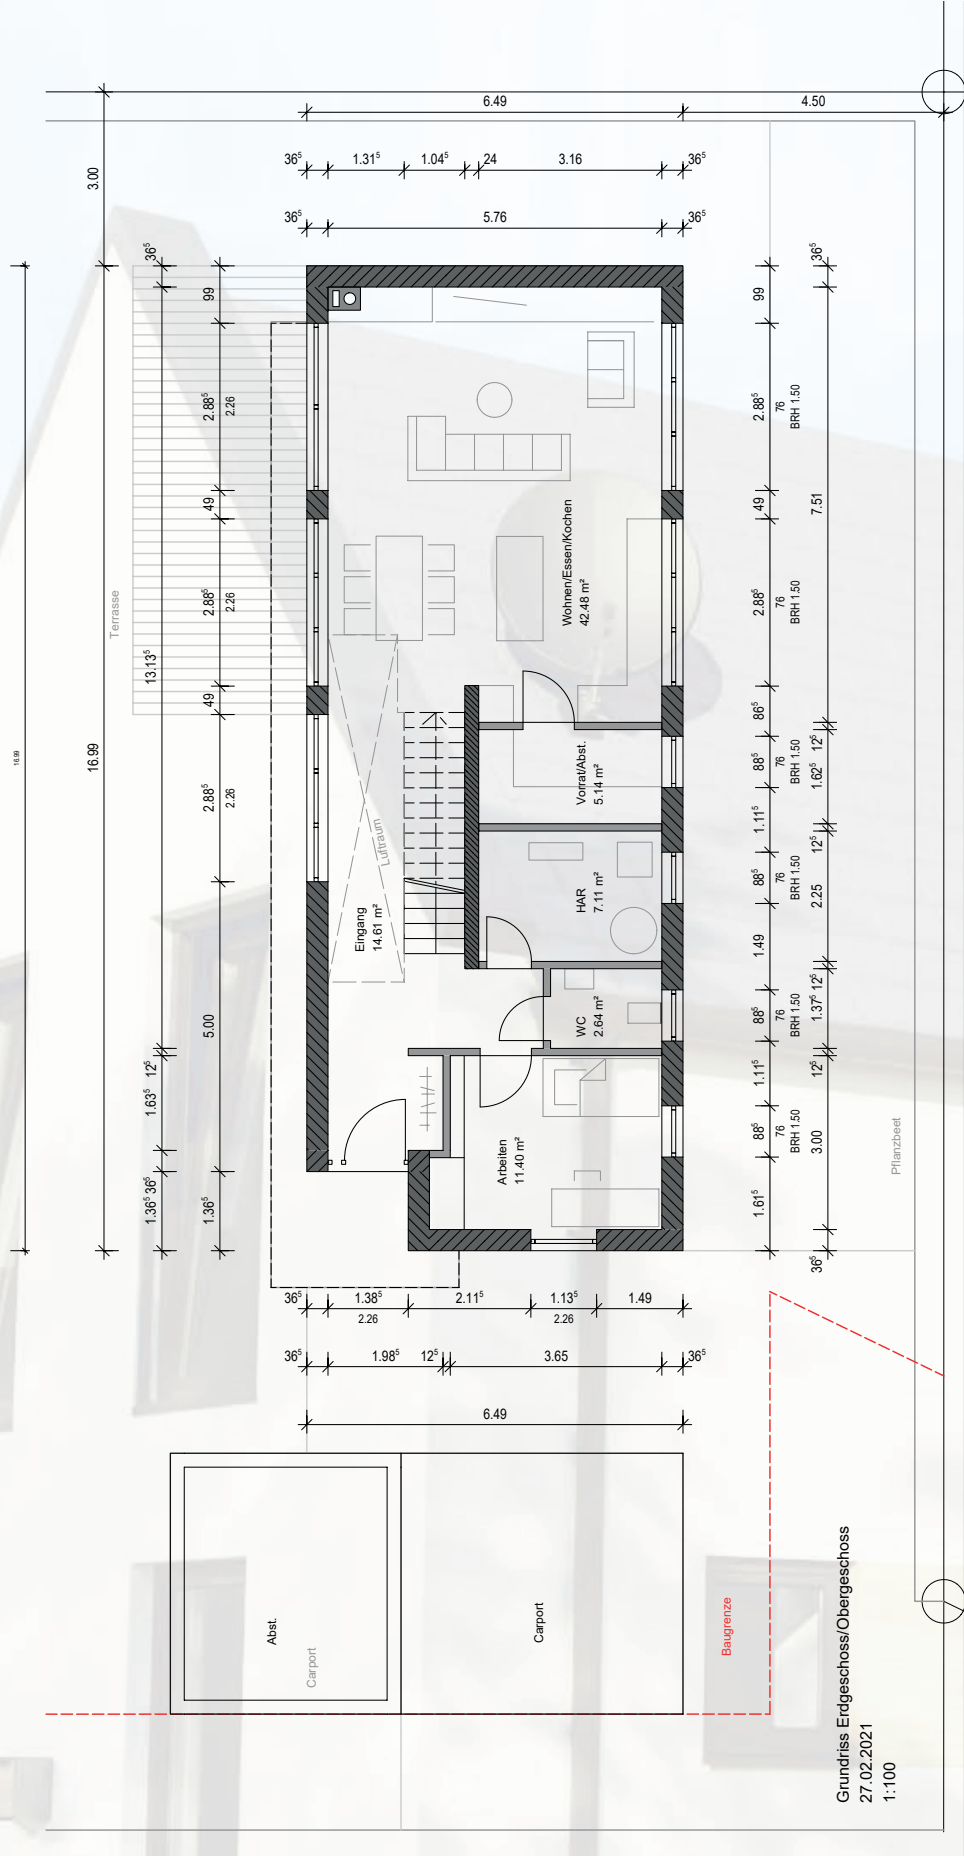 6.49
4.50
36⁵
1.31⁵
1.04⁵
24
3.16
36⁵
36⁵
5.76
36⁵
3.00
36⁵
99
2.88⁵
2.26
49
2.88⁵
2.26
49
2.88⁵
2.26
5.00
1.36⁵
13.13⁵
12⁵
1.63⁵
36⁵
1.36⁵
16.99
16.99
Terrasse
Wohnen/Essen/Kochen
42.48 m²
Vorrat/Abst.
5.14 m²
Luftraum
Eingang
14.61 m²
HAR
7.11 m²
WC
2.64 m²
Arbeiten
11.40 m²
99
2.88⁵
76
BRH 1.50
49
2.88⁵
76
BRH 1.50
86⁵
88⁵
76
BRH 1.50
1.11⁵
88⁵
76
BRH 1.50
1.49
88⁵
76
BRH 1.50
1.11⁵
88⁵
76
BRH 1.50
1.61⁵
36⁵
7.51
12⁵
1.62⁵
12⁵
2.25
12⁵
1.37⁵
12⁵
3.00
36⁵
Pflanzbeet
36⁵
1.38⁵
2.26
2.11⁵
1.13⁵
2.26
1.49
36⁵
1.98⁵
12⁵
3.65
36⁵
6.49
Abst.
Carport
Carport
Baugrenze
Grundriss Erdgeschoss/Obergeschoss
27.02.2021
1:100